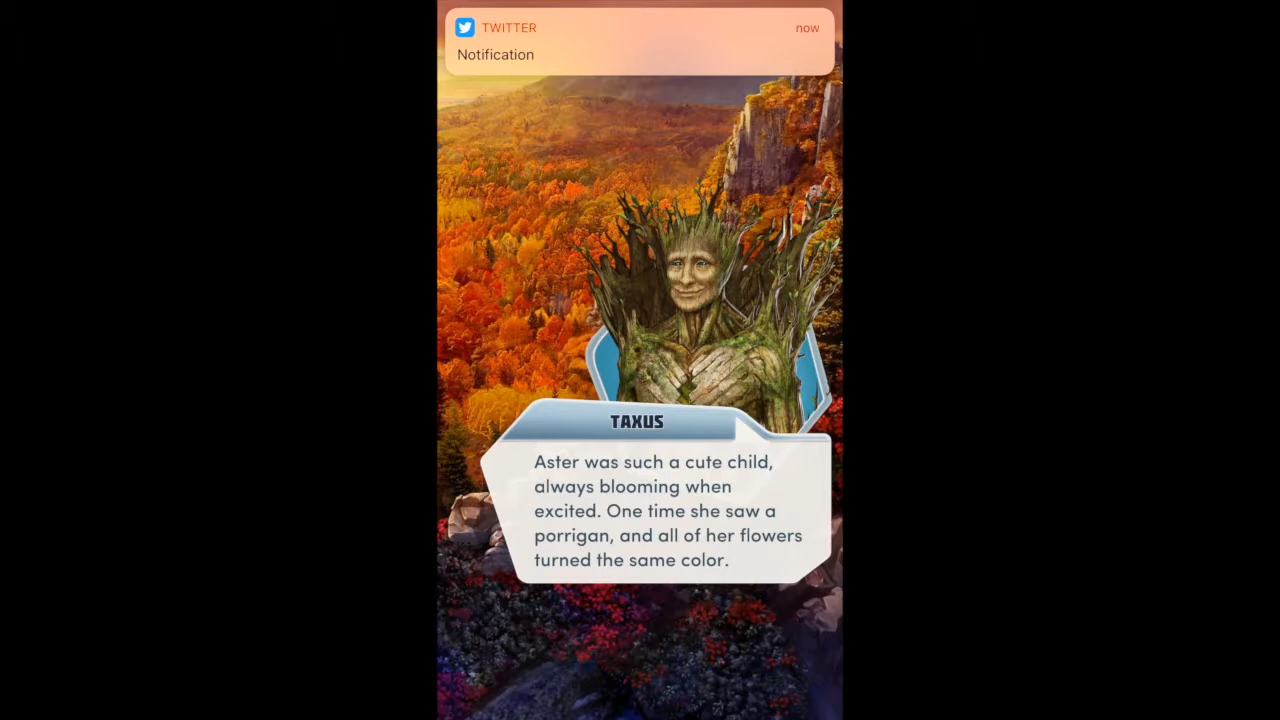 TWITTER now
Notification
TAXUS
Aster was such a cute child,
always blooming when
excited. One time she saw a
porrigan, and all of her flowers
turned the same color.